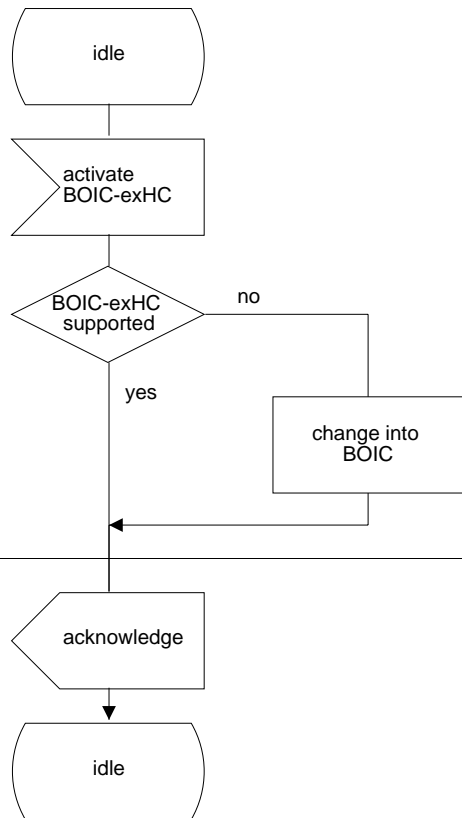 idle
activate
BOIC-exHC
BOIC-exHC
supported
no
yes
change into
BOIC
acknowledge
idle